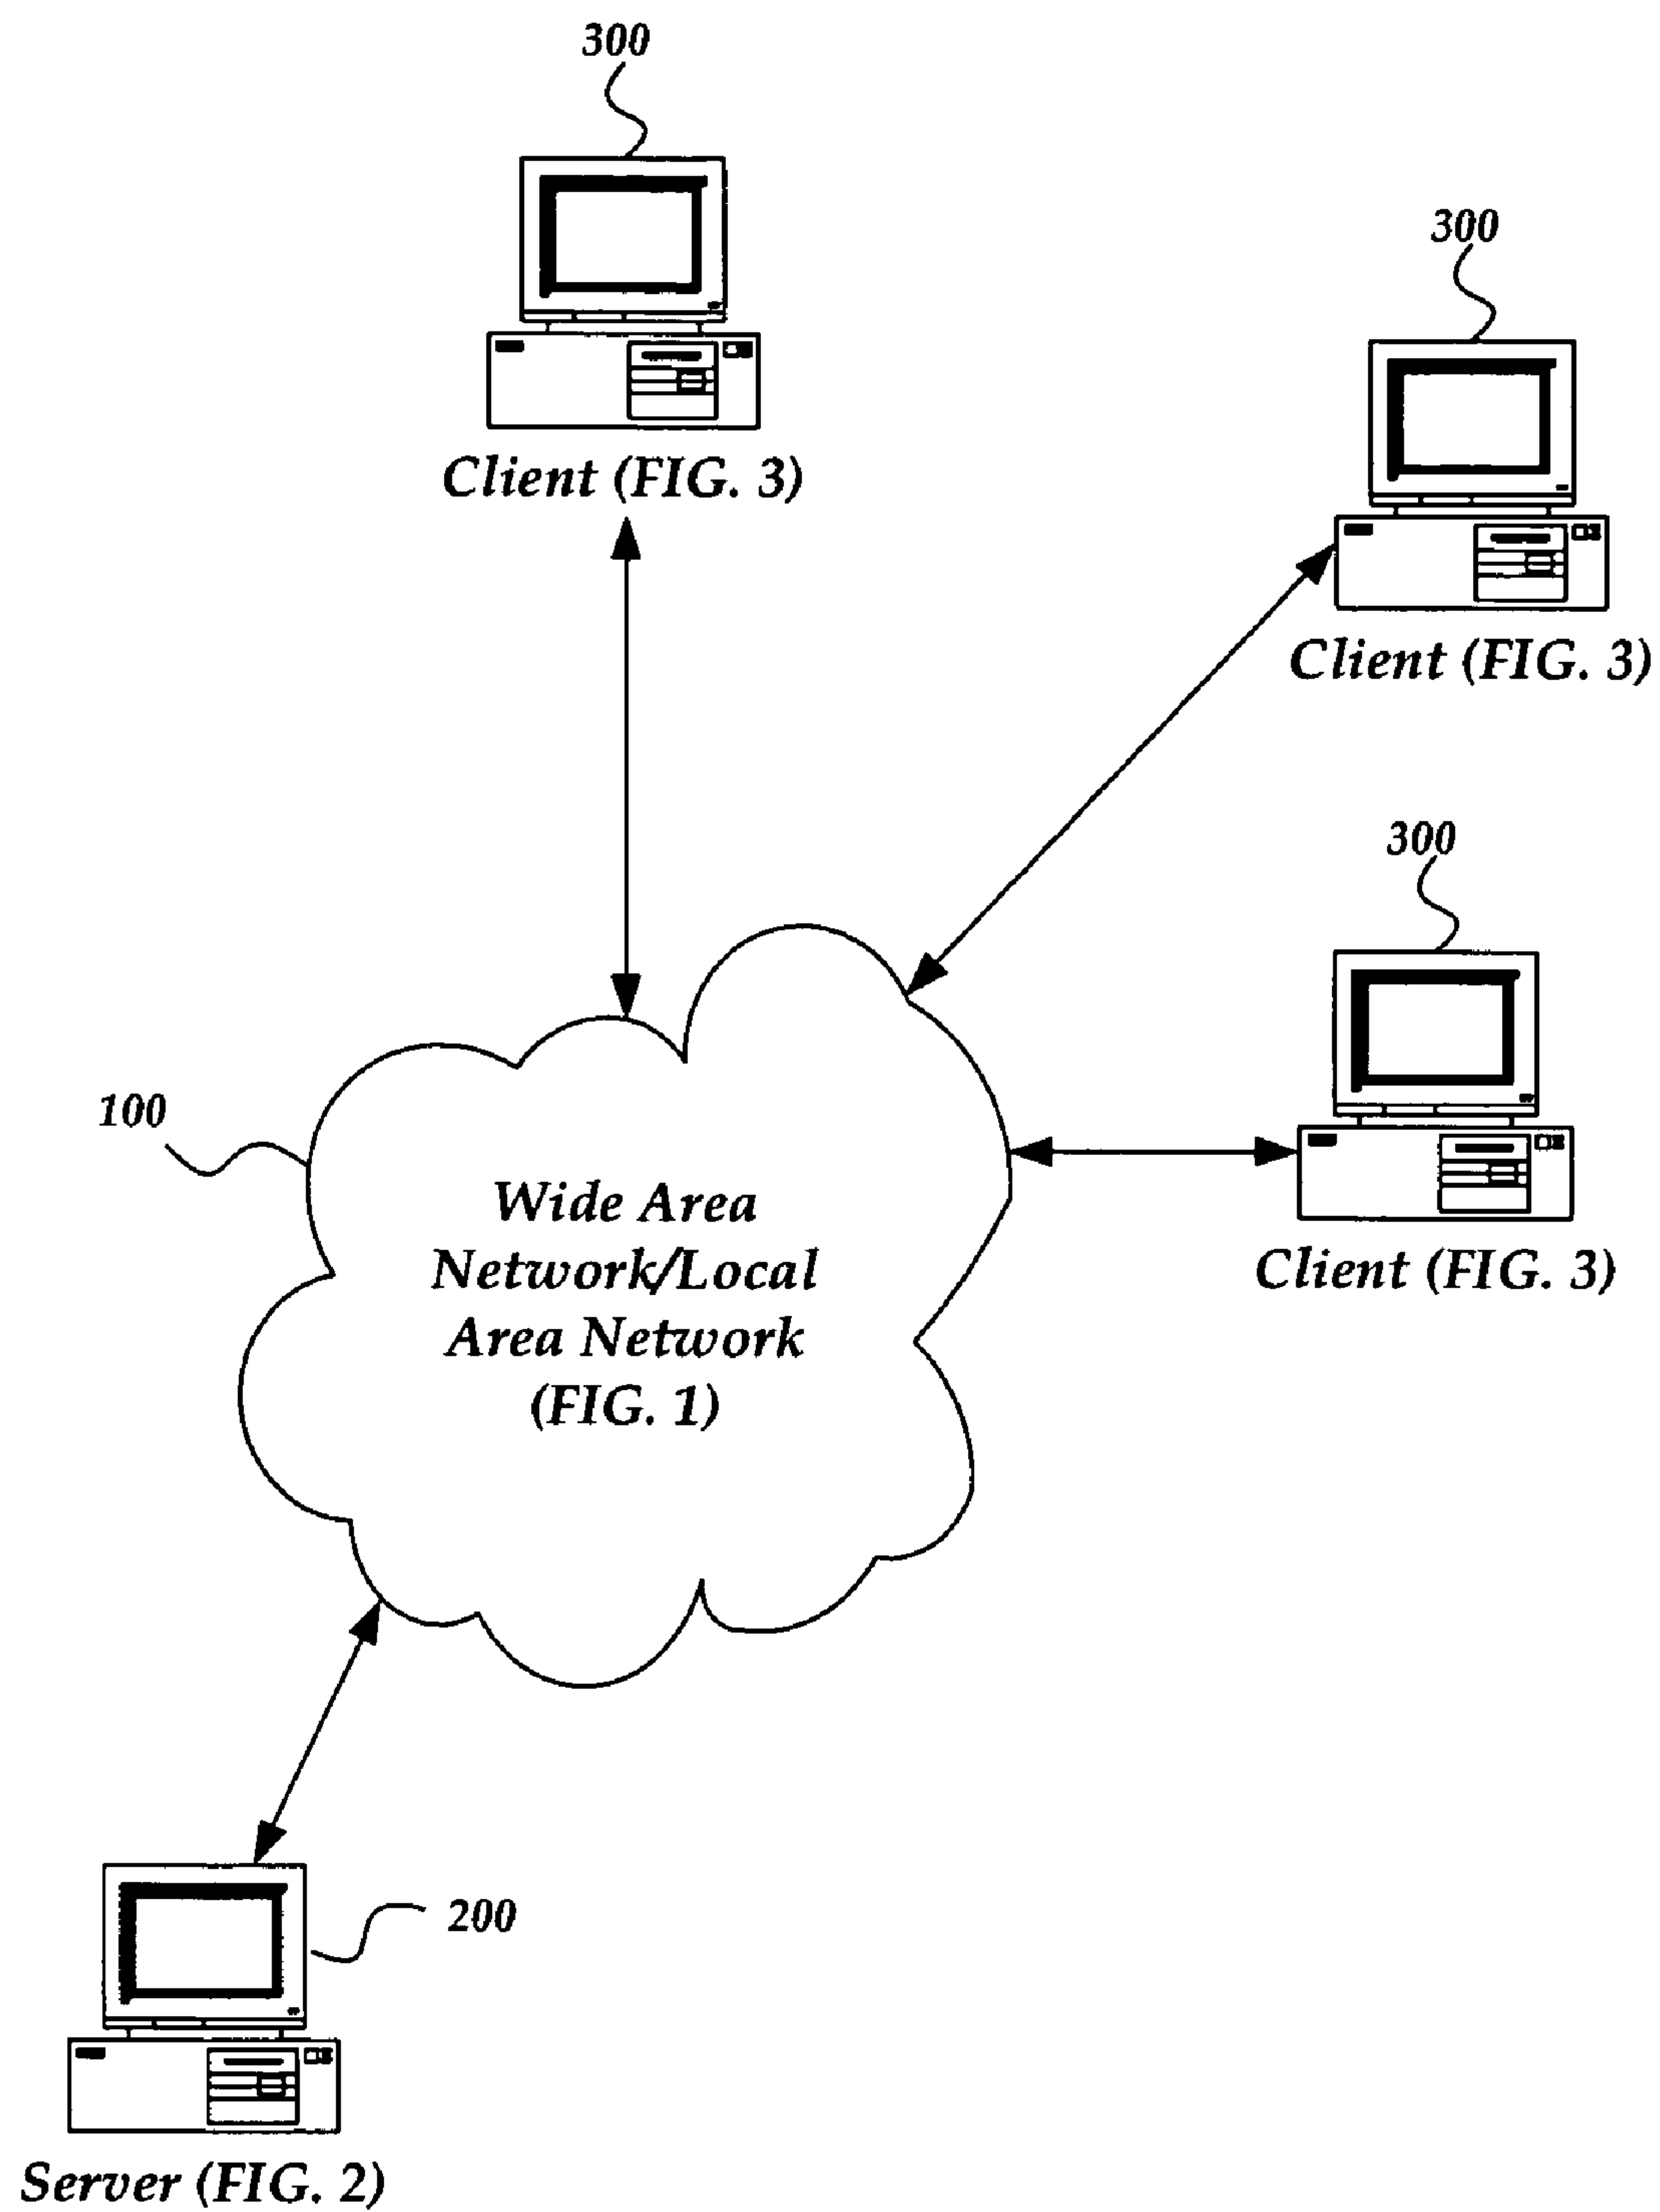 300
Client (FIG. 3)
300
Client (FIG. 3)
300
Client (FIG. 3)
100
Wide Area
Network/Local
Area Network
(FIG. 1)
200
Server (FIG. 2)